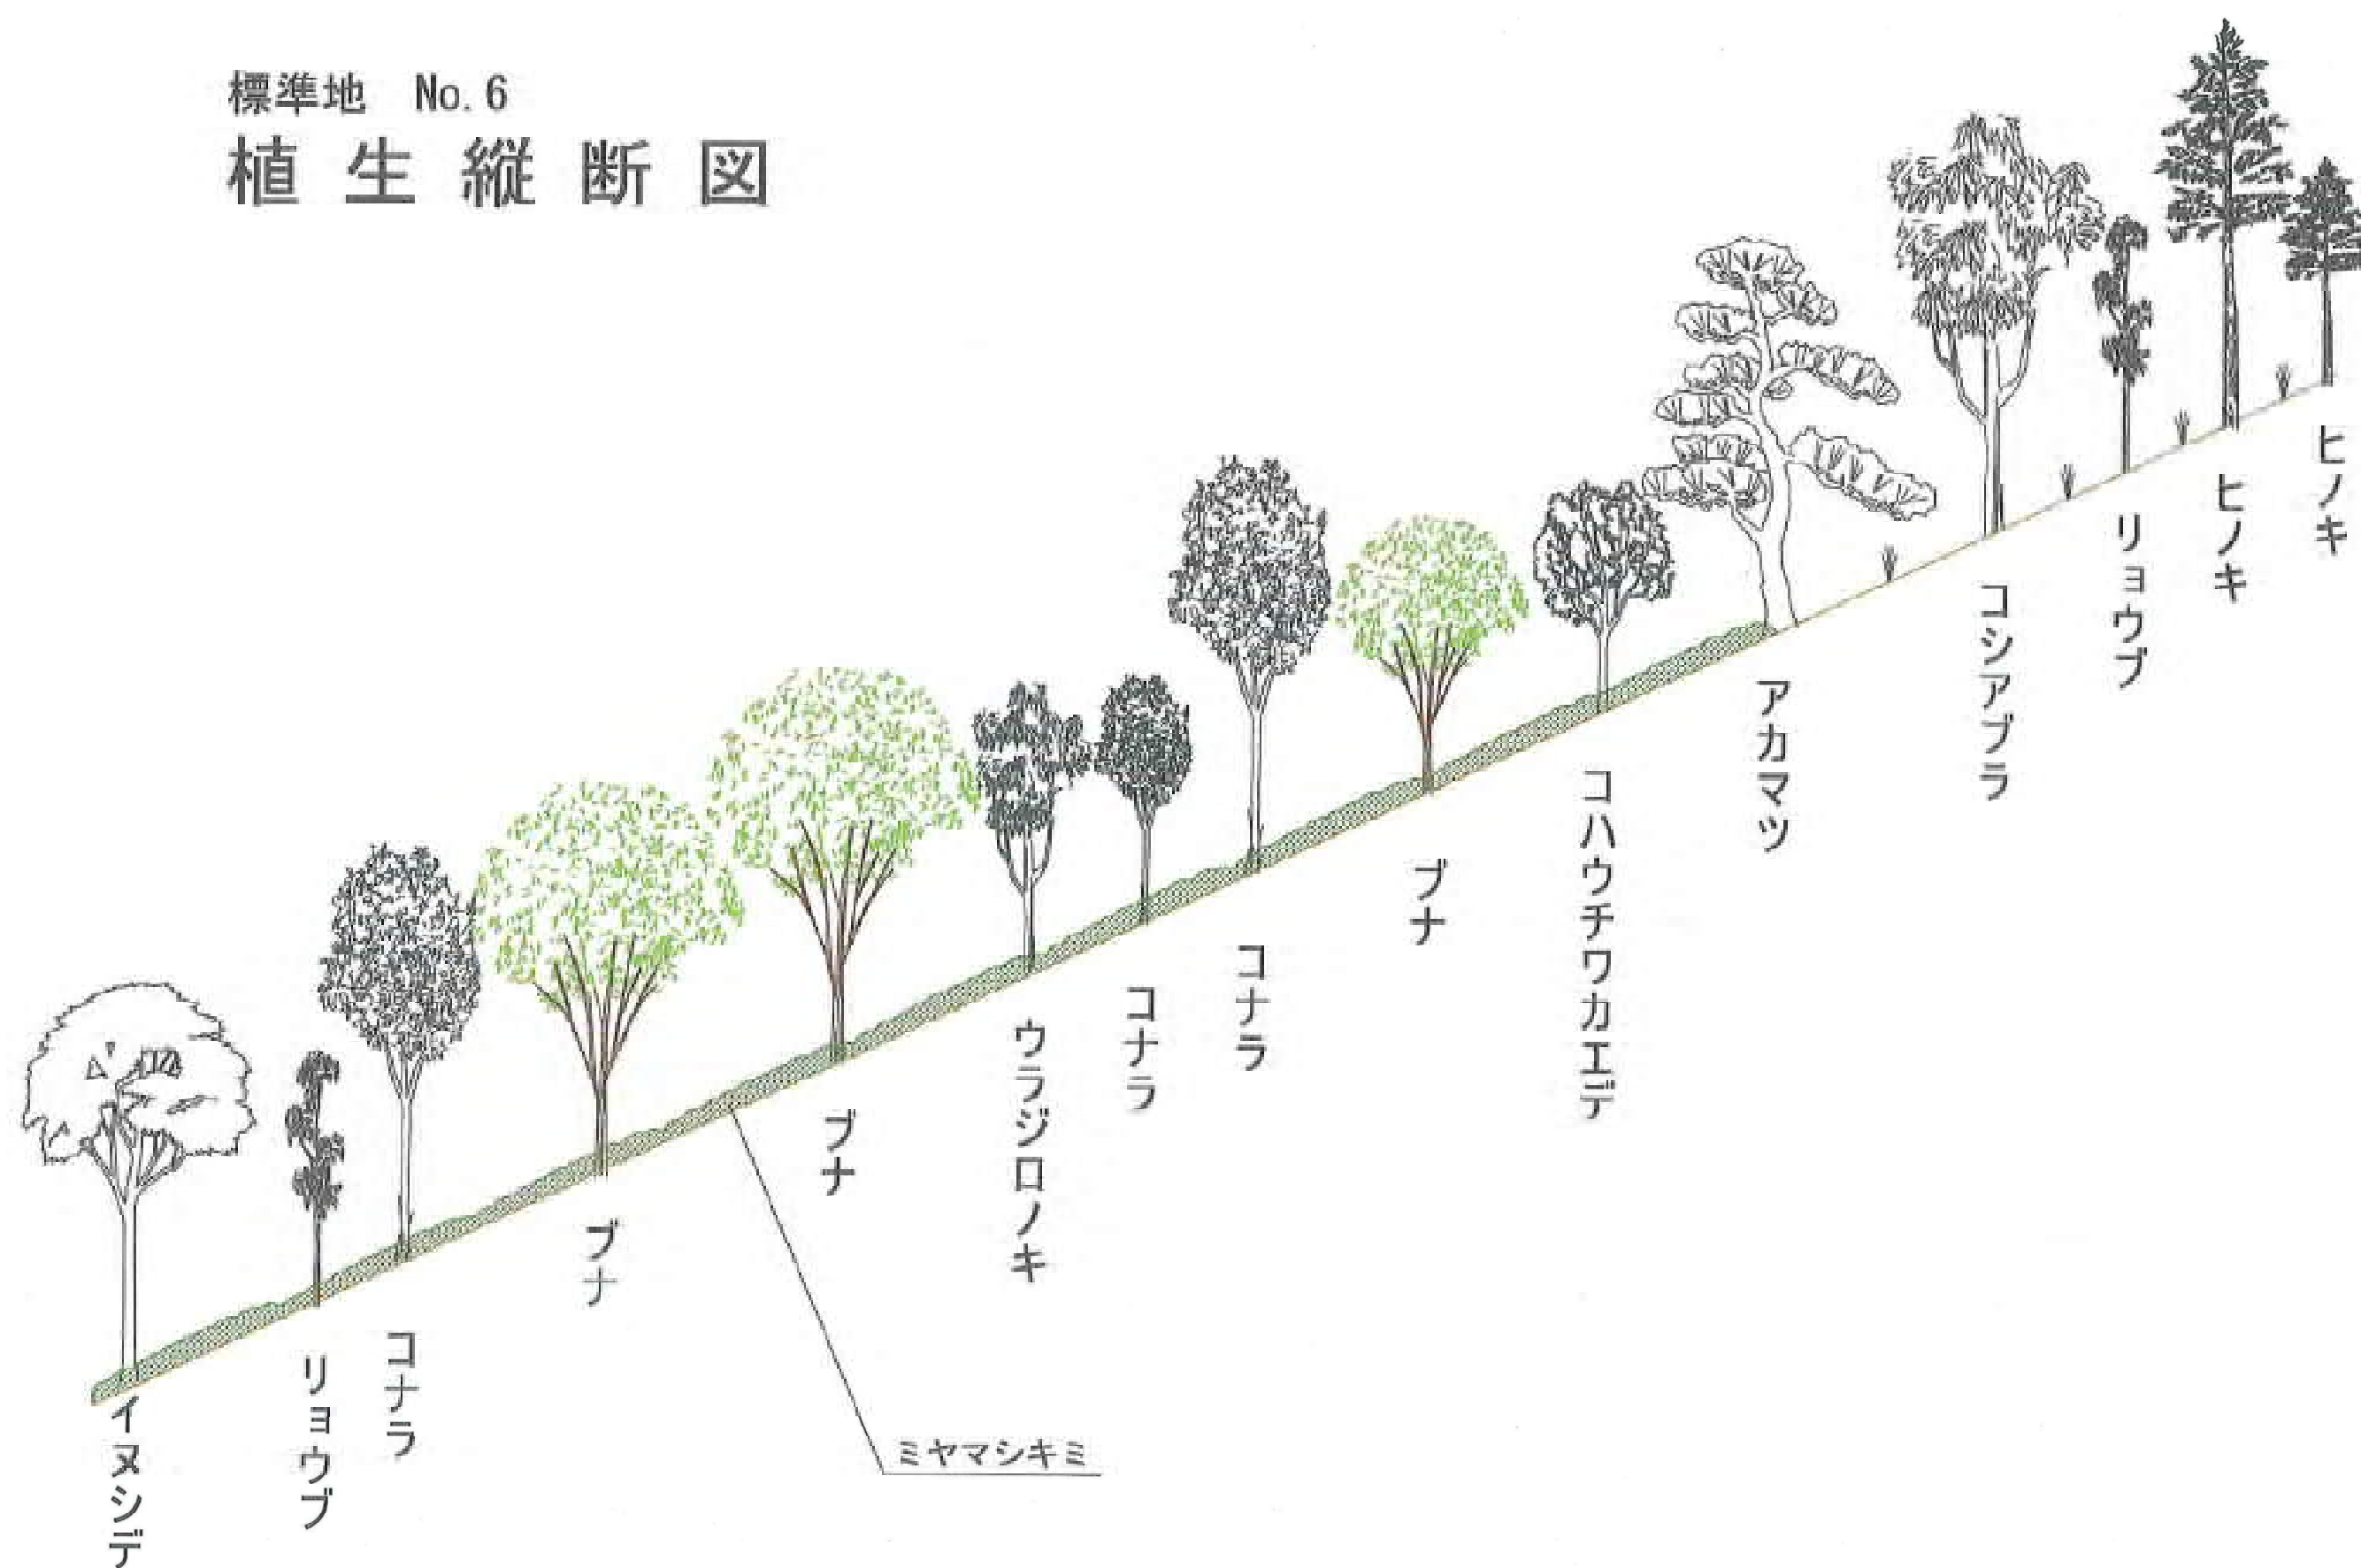 標準地 No.6
植生縦断図
イヌシデ
リョウブ
コナラ
ブナ
ブナ
ウラジロノキ
コナラ
コナラ
ブナ
コハウチワカエデ
アカマツ
コシアブラ
リョウブ
ヒノキ
ヒノキ
ミヤマシキミ